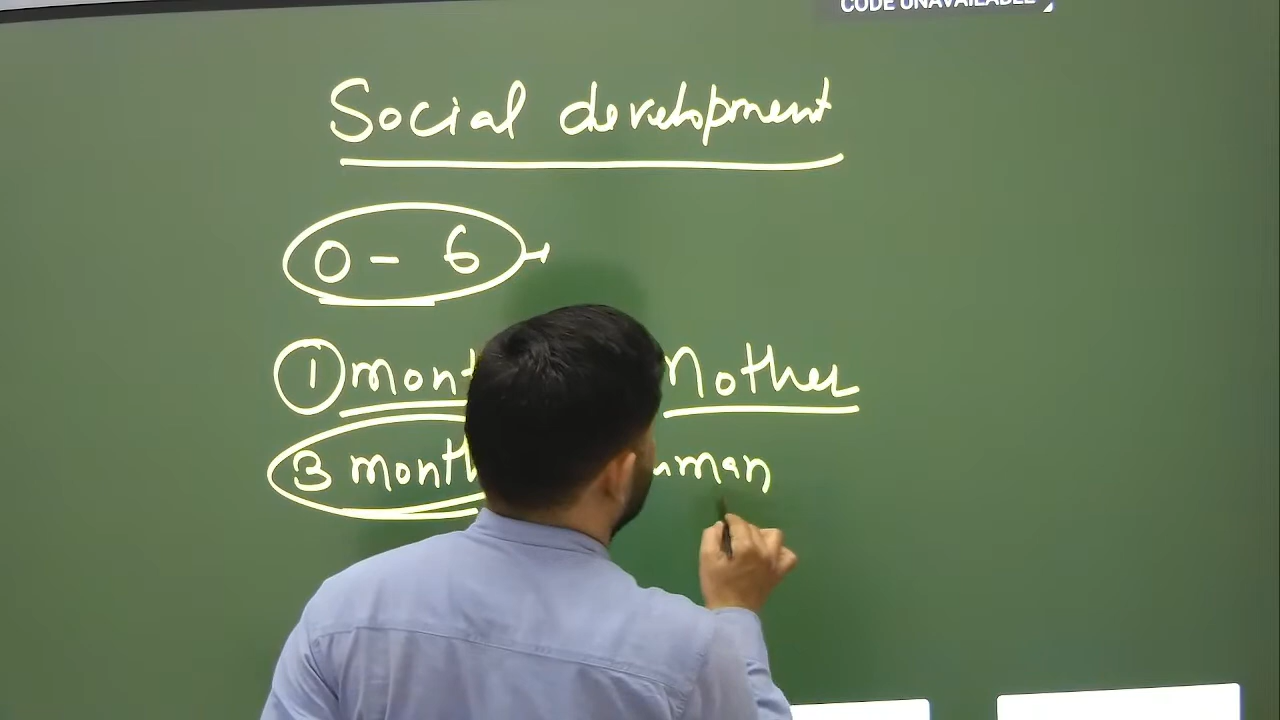 CODE UNAVAILABLE
Social development
0 - 6
1 mont Mother
3 month uman